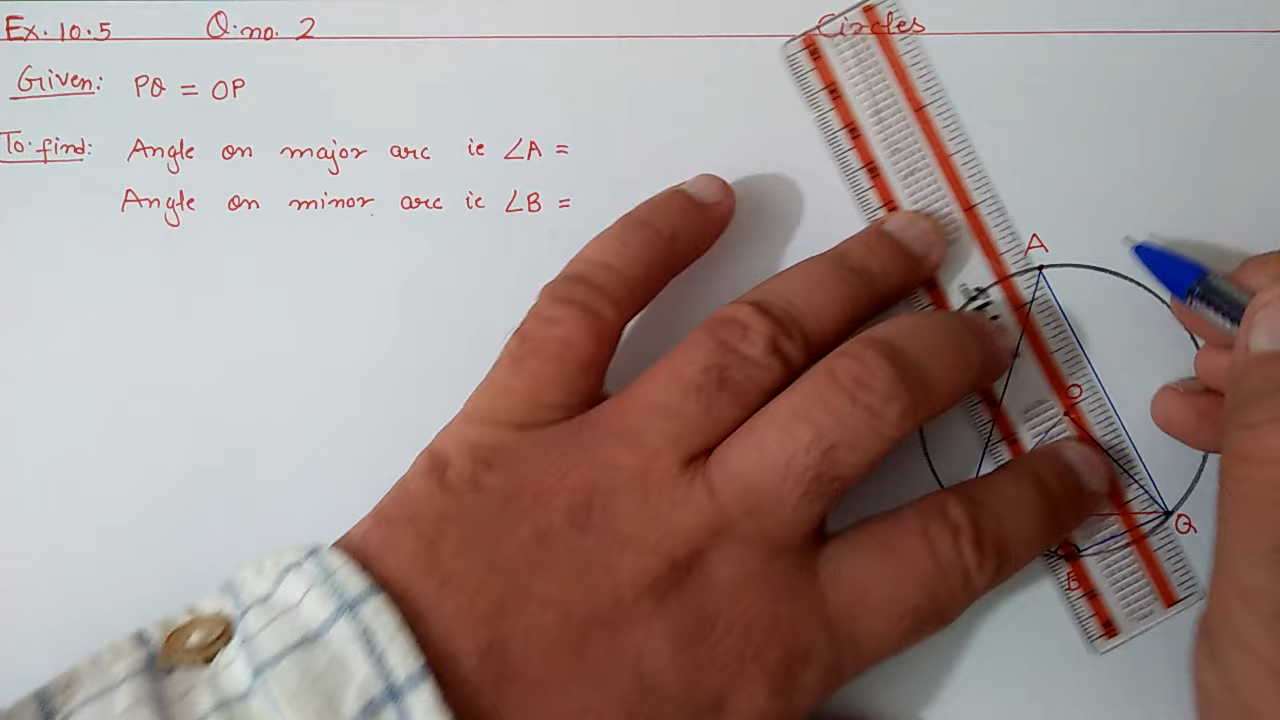 Ex. 10.5 Q. no. 2 Circles
Given: PQ = OP
To find: Angle on major arc ie ∠A =
Angle on minor arc ie ∠B =
A
O
Q
B